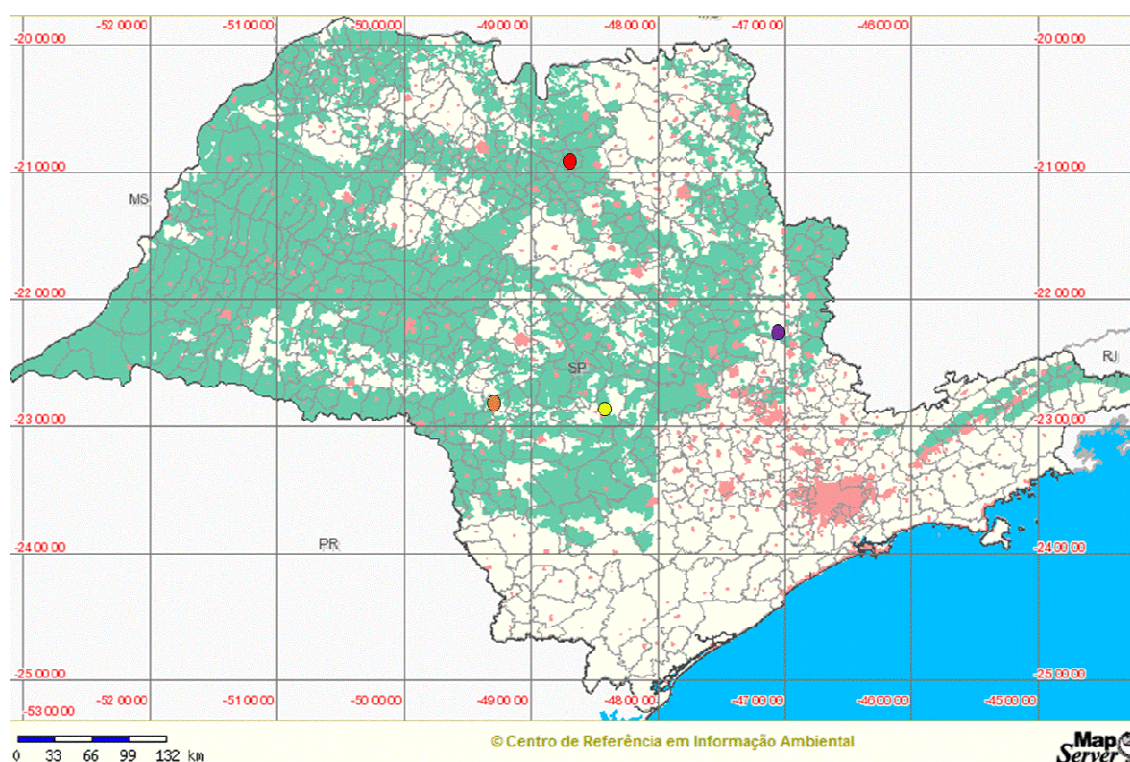 -52 00 00 -51 00 00 -50 00 00 -49 00 00 -48 00 00 -47 00 00 -46 00 00
-20 00 00 -20 00 00
-21 00 00 -21 00 00
MS
-22 00 00 -22 00 00
RJ
SP
-23 00 00 -23 00 00
PR
-24 00 00 -24 00 00
-25 00 00 -25 00 00
-52 00 00 -51 00 00 -50 00 00 -49 00 00 -48 00 00 -47 00 00 -46 00 00 -45 00 00
-53 00 00
© Centro de Referência em Informação Ambiental
Map
Server
0 33 66 99 132 km